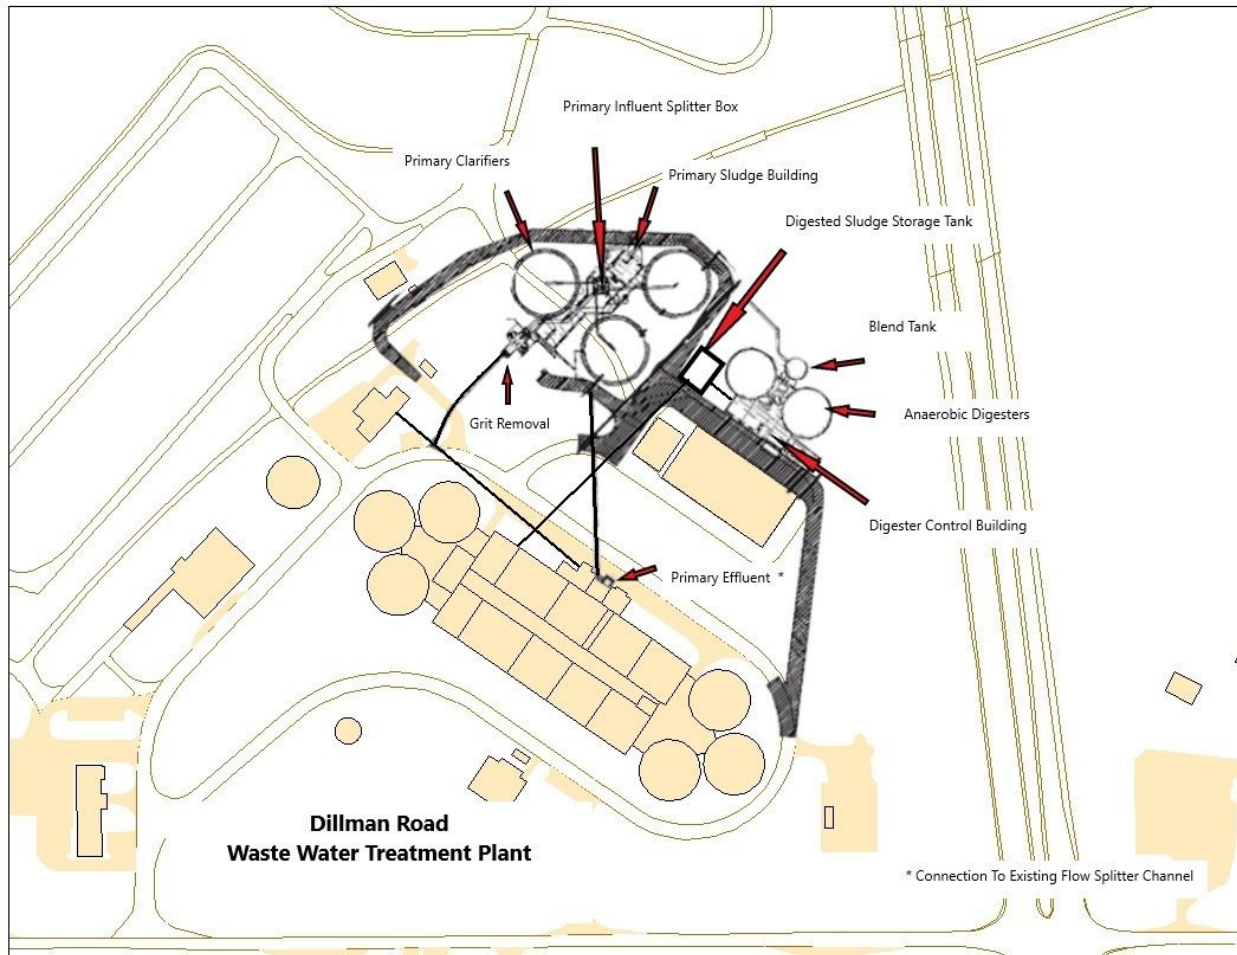 Primary Influent Splitter Box
Primary Clarifiers
Primary Sludge Building
Digested Sludge Storage Tank
Blend Tank
Anaerobic Digesters
Grit Removal
Digester Control Building
Primary Effluent *
Dillman Road
Waste Water Treatment Plant
* Connection To Existing Flow Splitter Channel